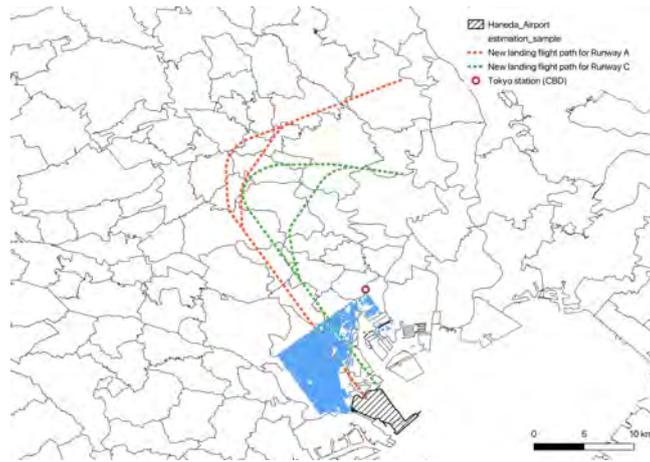 Haneda_Airport
estimation_sample
New landing flight path for Runway A
New landing flight path for Runway C
Tokyo station (CBD)
0 5 10 km